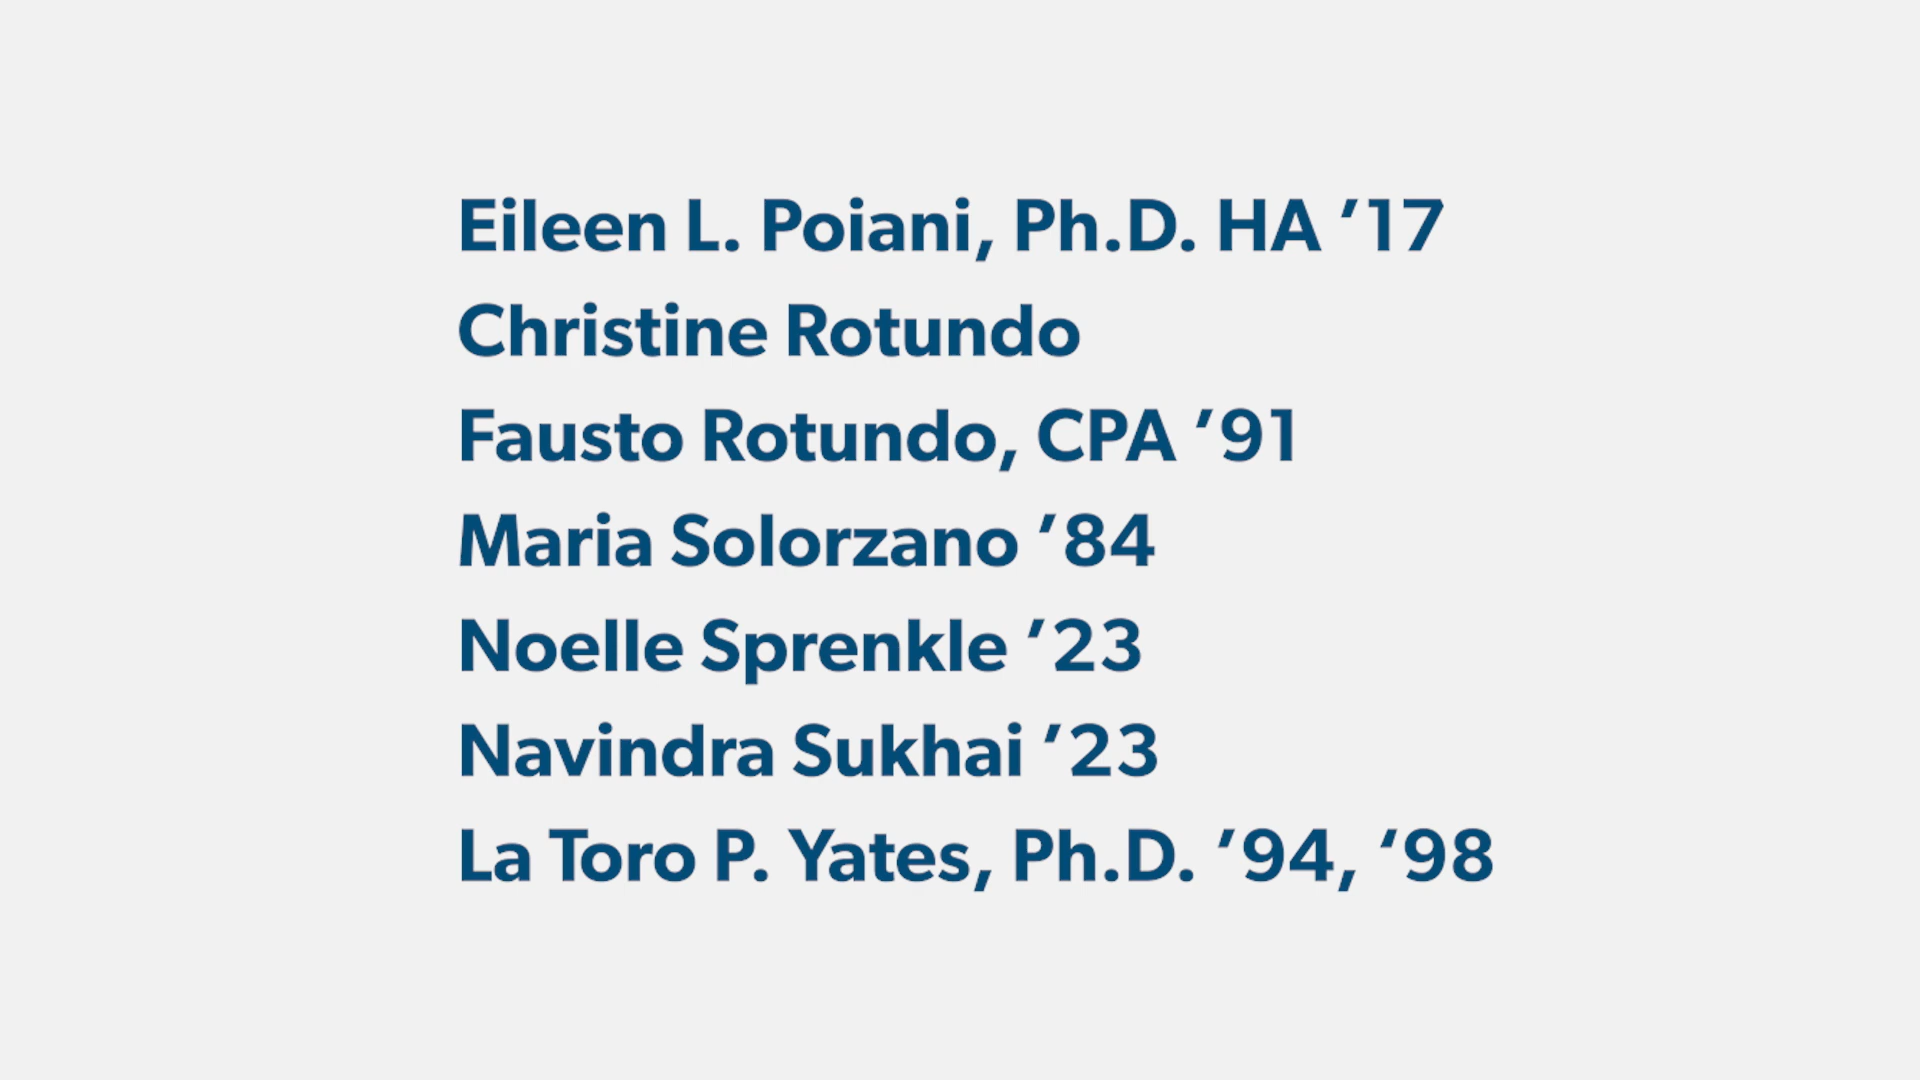 Eileen L. Poiani, Ph.D. HA ’17
Christine Rotundo
Fausto Rotundo, CPA ’91
Maria Solorzano ’84
Noelle Sprenkle ’23
Navindra Sukhai ’23
La Toro P. Yates, Ph.D. ’94, ‘98